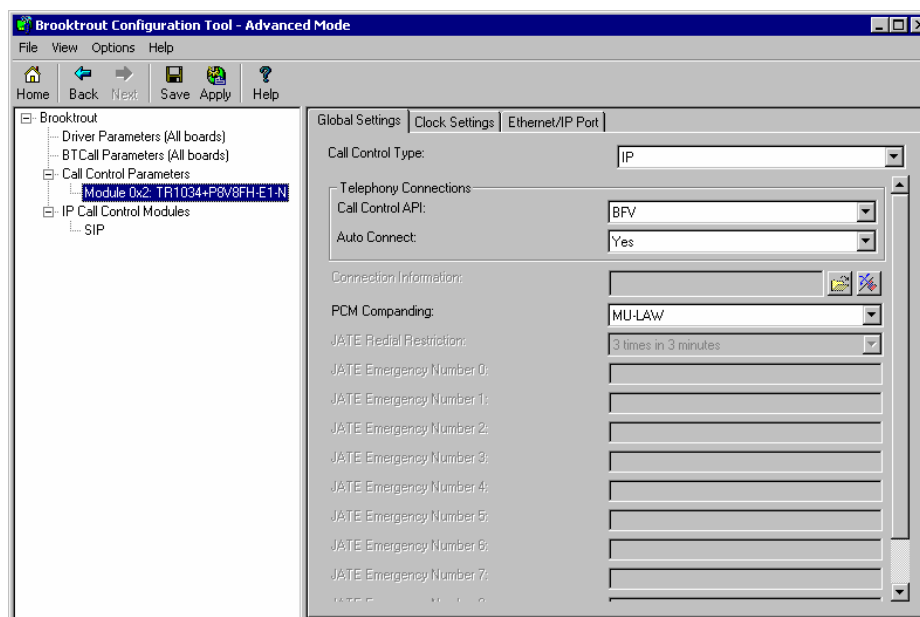 Brooktrout Configuration Tool - Advanced Mode
File View Options Help
Home Back Next Save Apply Help
Brooktrout
Driver Parameters (All boards)
BTCall Parameters (All boards)
Call Control Parameters
Module 0x2: TR1034+P8V8FH-E1-N
IP Call Control Modules
SIP
Global Settings Clock Settings Ethernet/IP Port
Call Control Type: IP
Telephony Connections
Call Control API: BFV
Auto Connect: Yes
Connection Information:
PCM Companding: MU-LAW
JATE Redial Restriction: 3 times in 3 minutes
JATE Emergency Number 0:
JATE Emergency Number 1:
JATE Emergency Number 2:
JATE Emergency Number 3:
JATE Emergency Number 4:
JATE Emergency Number 5:
JATE Emergency Number 6:
JATE Emergency Number 7: